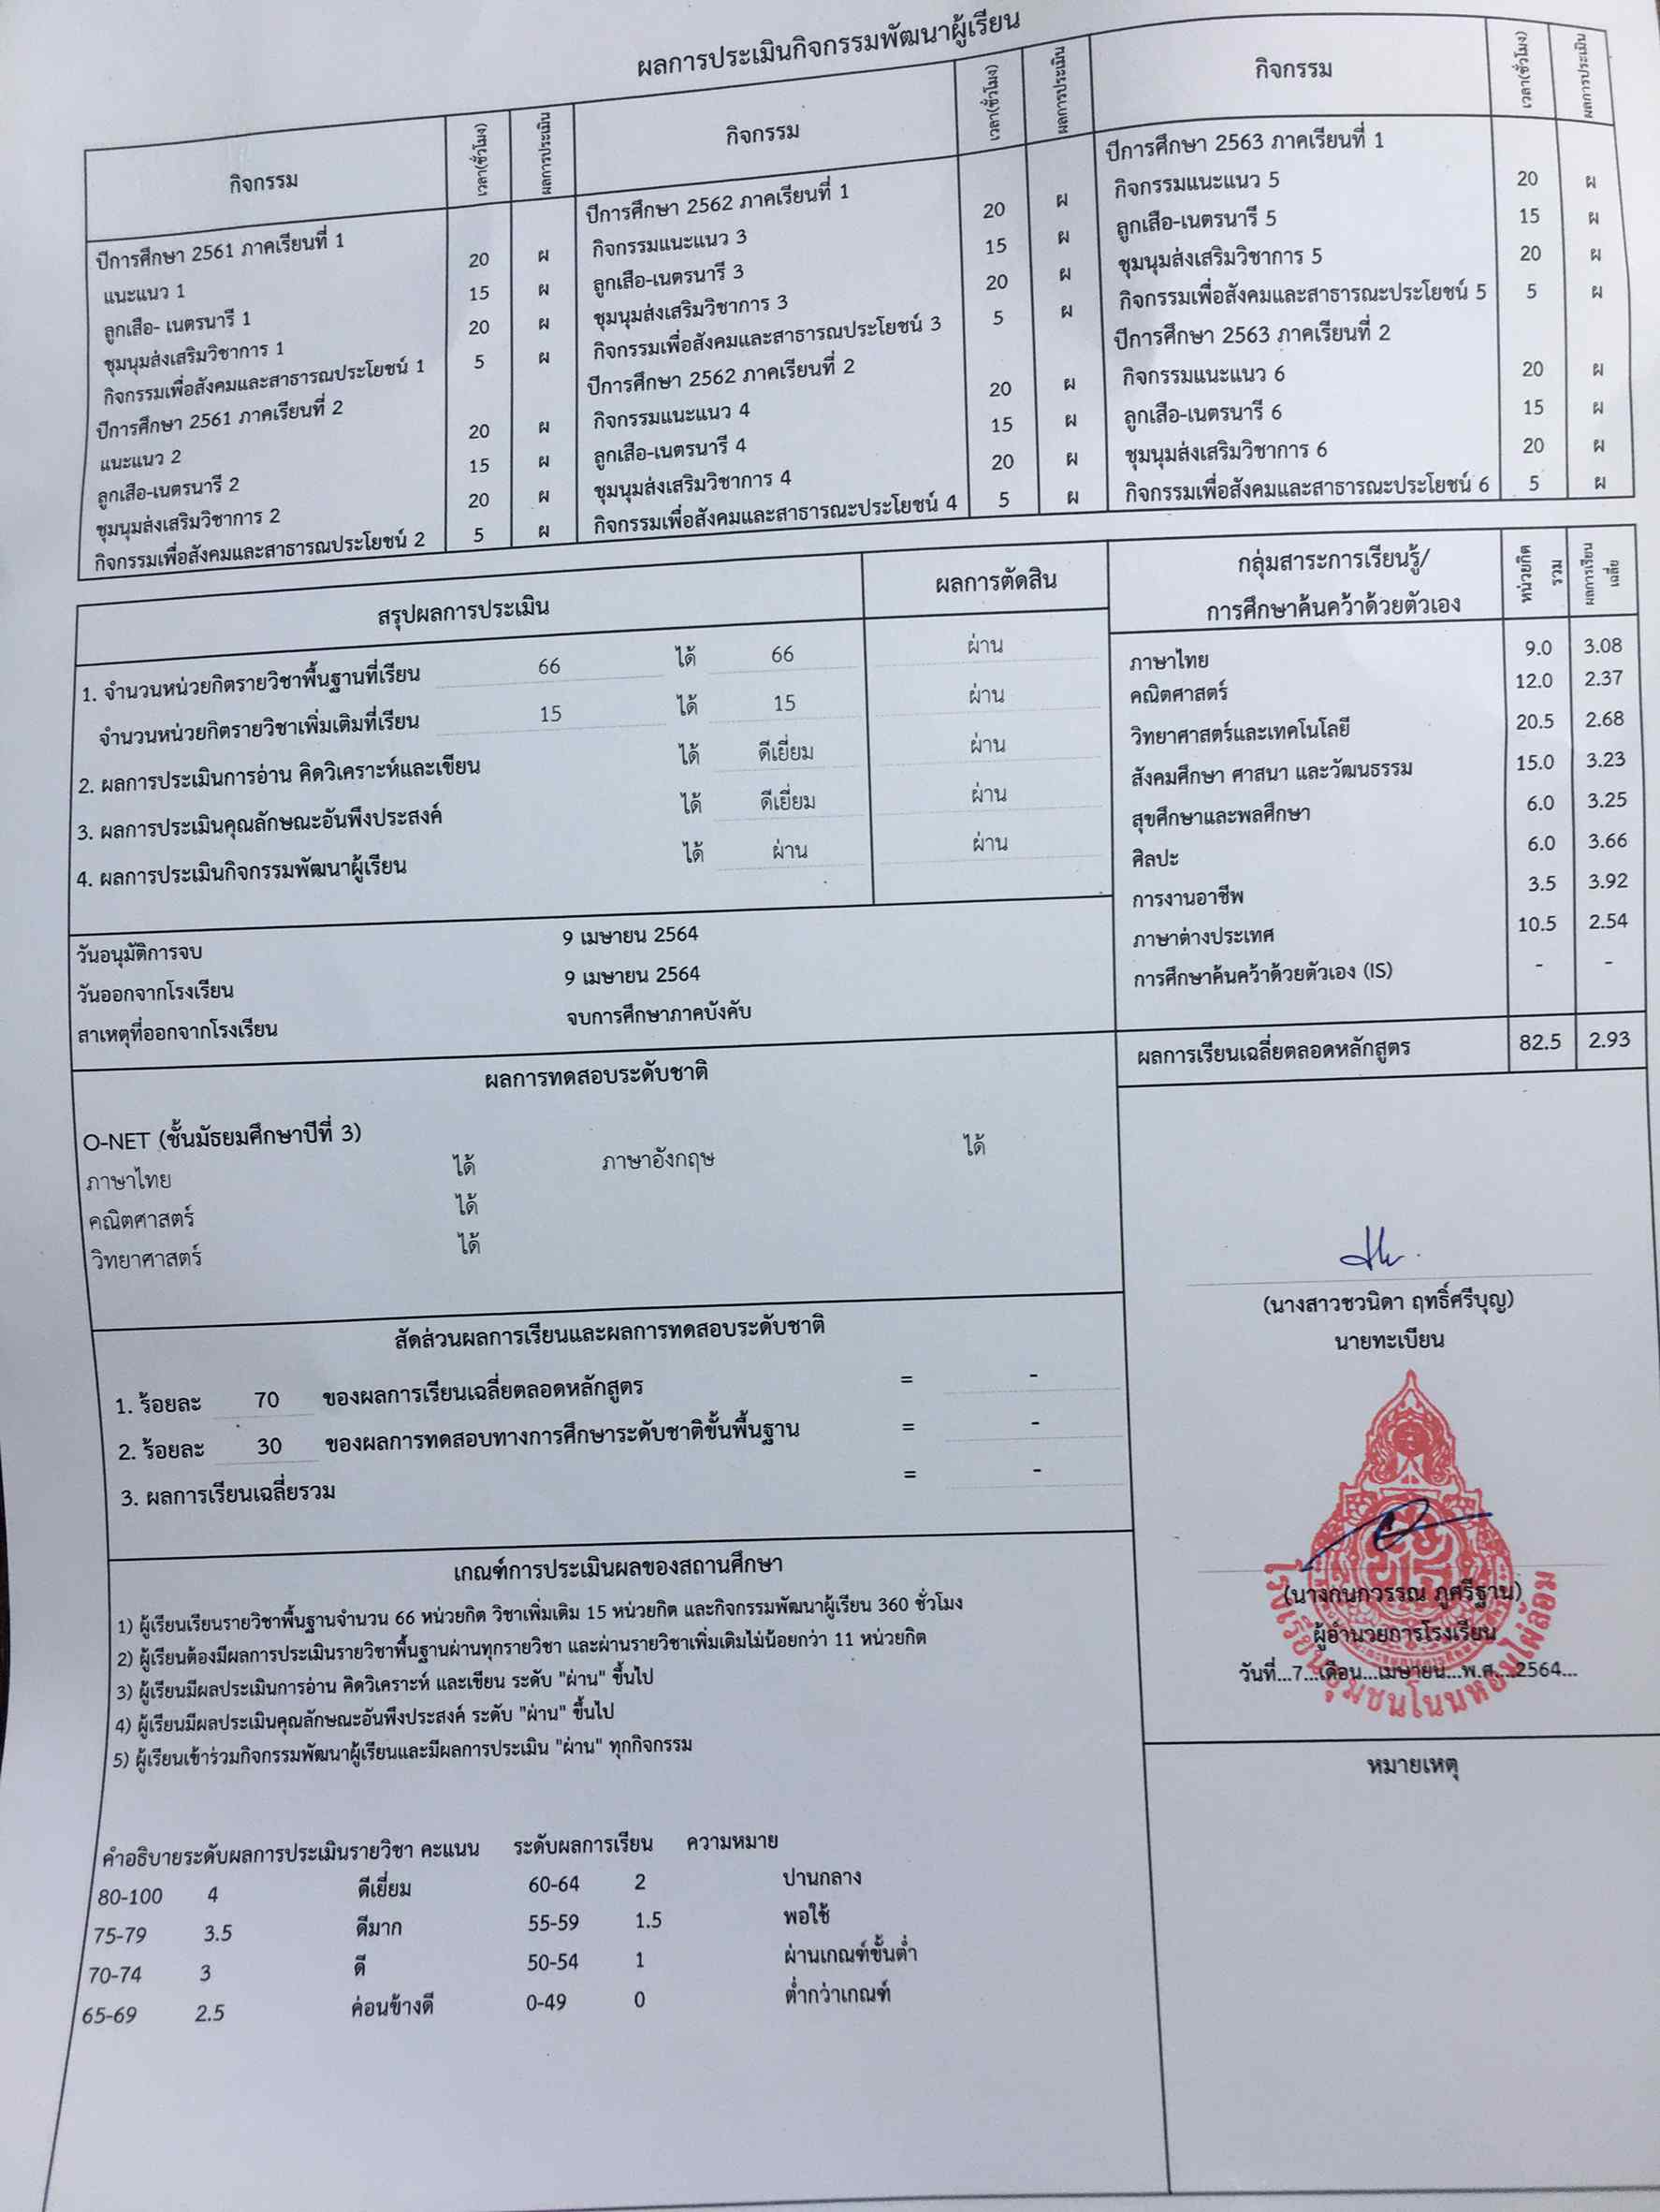 ผลการประเมินกิจกรรมพัฒนาผู้เรียน
กิจกรรม เวลา(ชั่วโมง) ผลการประเมิน
ปีการศึกษา 2561 ภาคเรียนที่ 1
แนะแนว 1 20 ผ
ลูกเสือ- เนตรนารี 1 15 ผ
ชุมนุมส่งเสริมวิชาการ 1 20 ผ
กิจกรรมเพื่อสังคมและสาธารณประโยชน์ 1 5 ผ
ปีการศึกษา 2561 ภาคเรียนที่ 2
แนะแนว 2 20 ผ
ลูกเสือ-เนตรนารี 2 15 ผ
ชุมนุมส่งเสริมวิชาการ 2 20 ผ
กิจกรรมเพื่อสังคมและสาธารณประโยชน์ 2 5 ผ
กิจกรรม เวลา(ชั่วโมง) ผลการประเมิน
ปีการศึกษา 2562 ภาคเรียนที่ 1
กิจกรรมแนะแนว 3 20 ผ
ลูกเสือ-เนตรนารี 3 15 ผ
ชุมนุมส่งเสริมวิชาการ 3 20 ผ
กิจกรรมเพื่อสังคมและสาธารณประโยชน์ 3 5 ผ
ปีการศึกษา 2562 ภาคเรียนที่ 2
กิจกรรมแนะแนว 4 20 ผ
ลูกเสือ-เนตรนารี 4 15 ผ
ชุมนุมส่งเสริมวิชาการ 4 20 ผ
กิจกรรมเพื่อสังคมและสาธารณะประโยชน์ 4 5 ผ
กิจกรรม เวลา(ชั่วโมง) ผลการประเมิน
ปีการศึกษา 2563 ภาคเรียนที่ 1
กิจกรรมแนะแนว 5 20 ผ
ลูกเสือ-เนตรนารี 5 15 ผ
ชุมนุมส่งเสริมวิชาการ 5 20 ผ
กิจกรรมเพื่อสังคมและสาธารณะประโยชน์ 5 5 ผ
ปีการศึกษา 2563 ภาคเรียนที่ 2
กิจกรรมแนะแนว 6 20 ผ
ลูกเสือ-เนตรนารี 6 15 ผ
ชุมนุมส่งเสริมวิชาการ 6 20 ผ
กิจกรรมเพื่อสังคมและสาธารณะประโยชน์ 6 5 ผ
สรุปผลการประเมิน ผลการตัดสิน
1. จำนวนหน่วยกิตรายวิชาพื้นฐานที่เรียน 66 ได้ 66 ผ่าน
จำนวนหน่วยกิตรายวิชาเพิ่มเติมที่เรียน 15 ได้ 15 ผ่าน
2. ผลการประเมินการอ่าน คิดวิเคราะห์และเขียน ได้ ดีเยี่ยม ผ่าน
3. ผลการประเมินคุณลักษณะอันพึงประสงค์ ได้ ดีเยี่ยม ผ่าน
4. ผลการประเมินกิจกรรมพัฒนาผู้เรียน ได้ ผ่าน ผ่าน
วันอนุมัติการจบ 9 เมษายน 2564
วันออกจากโรงเรียน 9 เมษายน 2564
สาเหตุที่ออกจากโรงเรียน จบการศึกษาภาคบังคับ
กลุ่มสาระการเรียนรู้/ หน่วยกิตรวม ผลการเรียนเฉลี่ย
การศึกษาค้นคว้าด้วยตัวเอง
ภาษาไทย 9.0 3.08
คณิตศาสตร์ 12.0 2.37
วิทยาศาสตร์และเทคโนโลยี 20.5 2.68
สังคมศึกษา ศาสนา และวัฒนธรรม 15.0 3.23
สุขศึกษาและพลศึกษา 6.0 3.25
ศิลปะ 6.0 3.66
การงานอาชีพ 3.5 3.92
ภาษาต่างประเทศ 10.5 2.54
การศึกษาค้นคว้าด้วยตัวเอง (IS) - -
ผลการเรียนเฉลี่ยตลอดหลักสูตร 82.5 2.93
ผลการทดสอบระดับชาติ
O-NET (ชั้นมัธยมศึกษาปีที่ 3)
ภาษาไทย ได้ ภาษาอังกฤษ ได้
คณิตศาสตร์ ได้
วิทยาศาสตร์ ได้
สัดส่วนผลการเรียนและผลการทดสอบระดับชาติ
1. ร้อยละ 70 ของผลการเรียนเฉลี่ยตลอดหลักสูตร = -
2. ร้อยละ 30 ของผลการทดสอบทางการศึกษาระดับชาติขั้นพื้นฐาน = -
3. ผลการเรียนเฉลี่ยรวม = -
เกณฑ์การประเมินผลของสถานศึกษา
1) ผู้เรียนเรียนรายวิชาพื้นฐานจำนวน 66 หน่วยกิต วิชาเพิ่มเติม 15 หน่วยกิต และกิจกรรมพัฒนาผู้เรียน 360 ชั่วโมง
2) ผู้เรียนต้องมีผลการประเมินรายวิชาพื้นฐานผ่านทุกรายวิชา และผ่านรายวิชาเพิ่มเติมไม่น้อยกว่า 11 หน่วยกิต
3) ผู้เรียนมีผลประเมินการอ่าน คิดวิเคราะห์ และเขียน ระดับ "ผ่าน" ขึ้นไป
4) ผู้เรียนมีผลประเมินคุณลักษณะอันพึงประสงค์ ระดับ "ผ่าน" ขึ้นไป
5) ผู้เรียนเข้าร่วมกิจกรรมพัฒนาผู้เรียนและมีผลการประเมิน "ผ่าน" ทุกกิจกรรม
คำอธิบายระดับผลการประเมินรายวิชา คะแนน ระดับผลการเรียน ความหมาย
80-100 4 ดีเยี่ยม 60-64 2 ปานกลาง
75-79 3.5 ดีมาก 55-59 1.5 พอใช้
70-74 3 ดี 50-54 1 ผ่านเกณฑ์ขั้นต่ำ
65-69 2.5 ค่อนข้างดี 0-49 0 ต่ำกว่าเกณฑ์
(นางสาวชวนิดา ฤทธิ์ศรีบุญ)
นายทะเบียน
(นางกนกวรรณ ภูศรีฐาน)
ผู้อำนวยการโรงเรียน
วันที่...7...เดือน...เมษายน...พ.ศ....2564...
โรงเรียนชุมชนโนนหอมไผ่ล้อม
หมายเหตุ